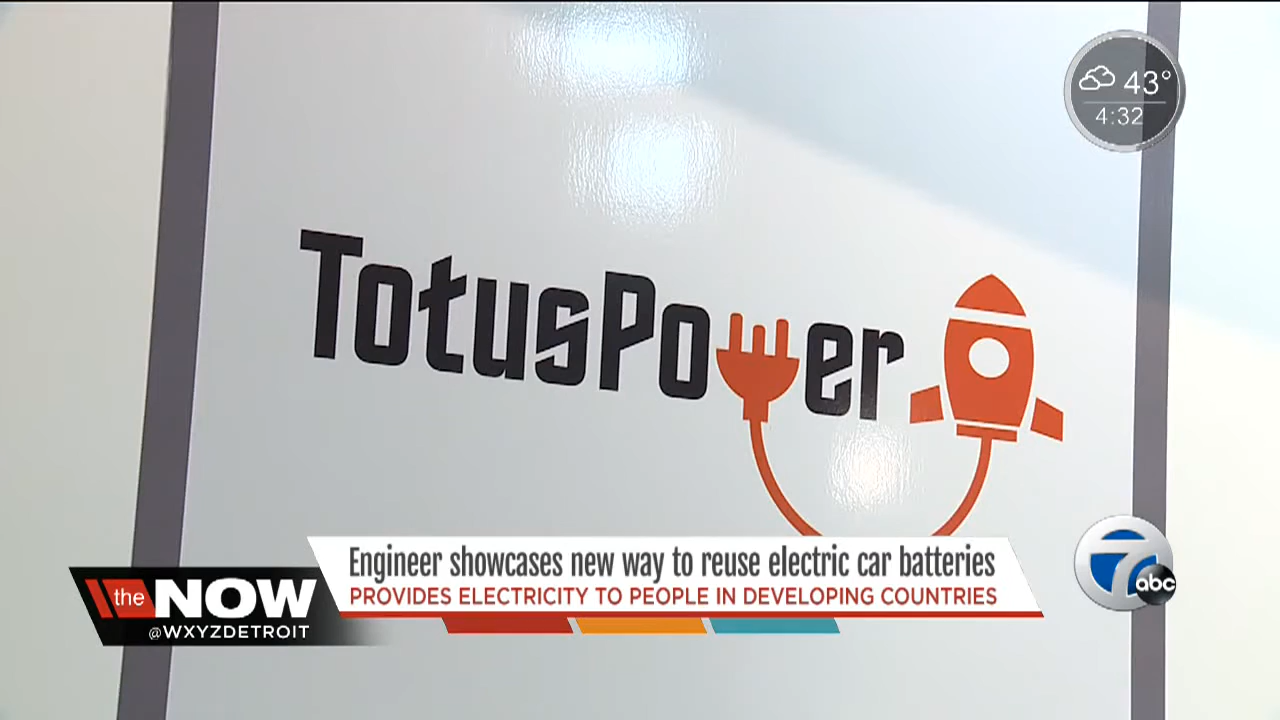 43°
4:32
TotusPower
Engineer showcases new way to reuse electric car batteries
PROVIDES ELECTRICITY TO PEOPLE IN DEVELOPING COUNTRIES
the NOW
@WXYZDETROIT
7
abc